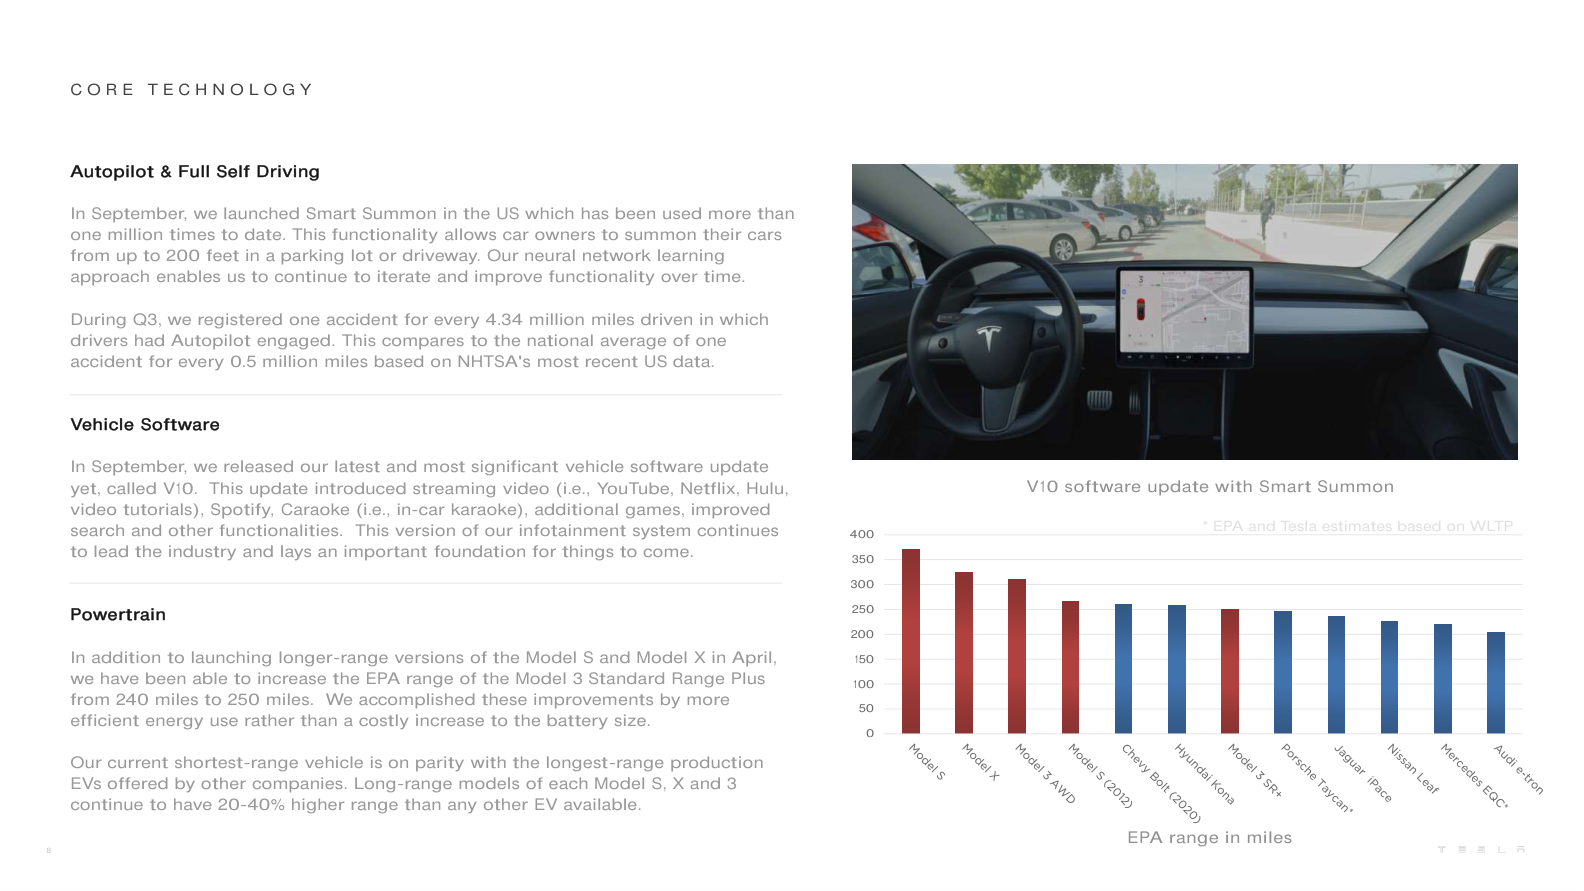 CORE TECHNOLOGY
Autopilot & Full Self Driving
In September, we launched Smart Summon in the US which has been used more than
one million times to date. This functionality allows car owners to summon their cars
from up to 200 feet in a parking lot or driveway. Our neural network learning
approach enables us to continue to iterate and improve functionality over time.
During Q3, we registered one accident for every 4.34 million miles driven in which
drivers had Autopilot engaged. This compares to the national average of one
accident for every 0.5 million miles based on NHTSA's most recent US data.
Vehicle Software
In September, we released our latest and most significant vehicle software update
yet, called V10. This update introduced streaming video (i.e., YouTube, Netflix, Hulu,
video tutorials), Spotify, Caraoke (i.e., in-car karaoke), additional games, improved
search and other functionalities. This version of our infotainment system continues
to lead the industry and lays an important foundation for things to come.
Powertrain
In addition to launching longer-range versions of the Model S and Model X in April,
we have been able to increase the EPA range of the Model 3 Standard Range Plus
from 240 miles to 250 miles. We accomplished these improvements by more
efficient energy use rather than a costly increase to the battery size.
Our current shortest-range vehicle is on parity with the longest-range production
EVs offered by other companies. Long-range models of each Model S, X and 3
continue to have 20-40% higher range than any other EV available.
3
V10 software update with Smart Summon
* EPA and Tesla estimates based on WLTP
400
350
300
250
200
150
100
50
0
Model S
Model X
Model 3 AWD
Model S (2012)
Chevy Bolt (2020)
Hyundai Kona
Model 3 SR+
Porsche Taycan*
Jaguar iPace
Nissan Leaf
Mercedes EQC*
Audi e-tron
EPA range in miles
8
TESLA